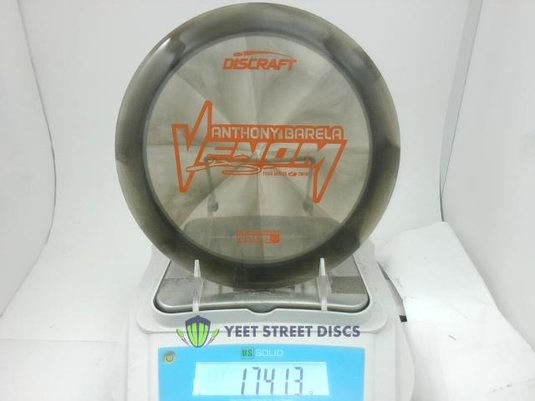 DISCRAFT
ANTHONY BARELA
VENOM
YEET STREET DISCS
US SOLID
174.13 g